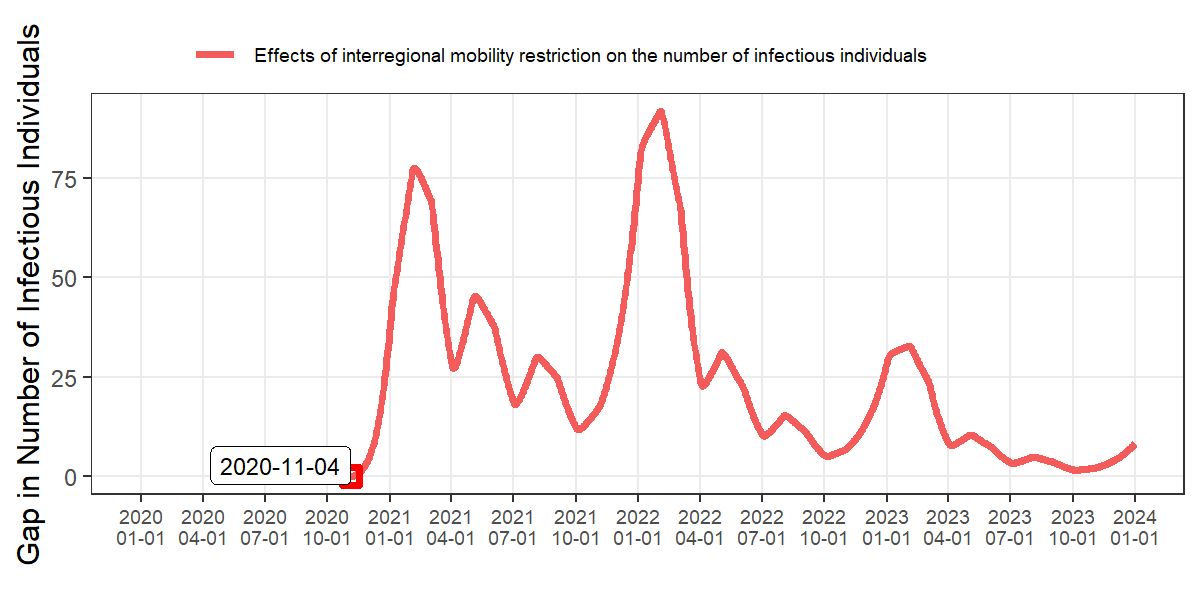 Effects of interregional mobility restriction on the number of infectious individuals
Gap in Number of Infectious Individuals
75
50
25
0
2020-11-04
2020 2020 2020 2020 2021 2021 2021 2021 2022 2022 2022 2022 2023 2023 2023 2023 2024
01-01 04-01 07-01 10-01 01-01 04-01 07-01 10-01 01-01 04-01 07-01 10-01 01-01 04-01 07-01 10-01 01-01